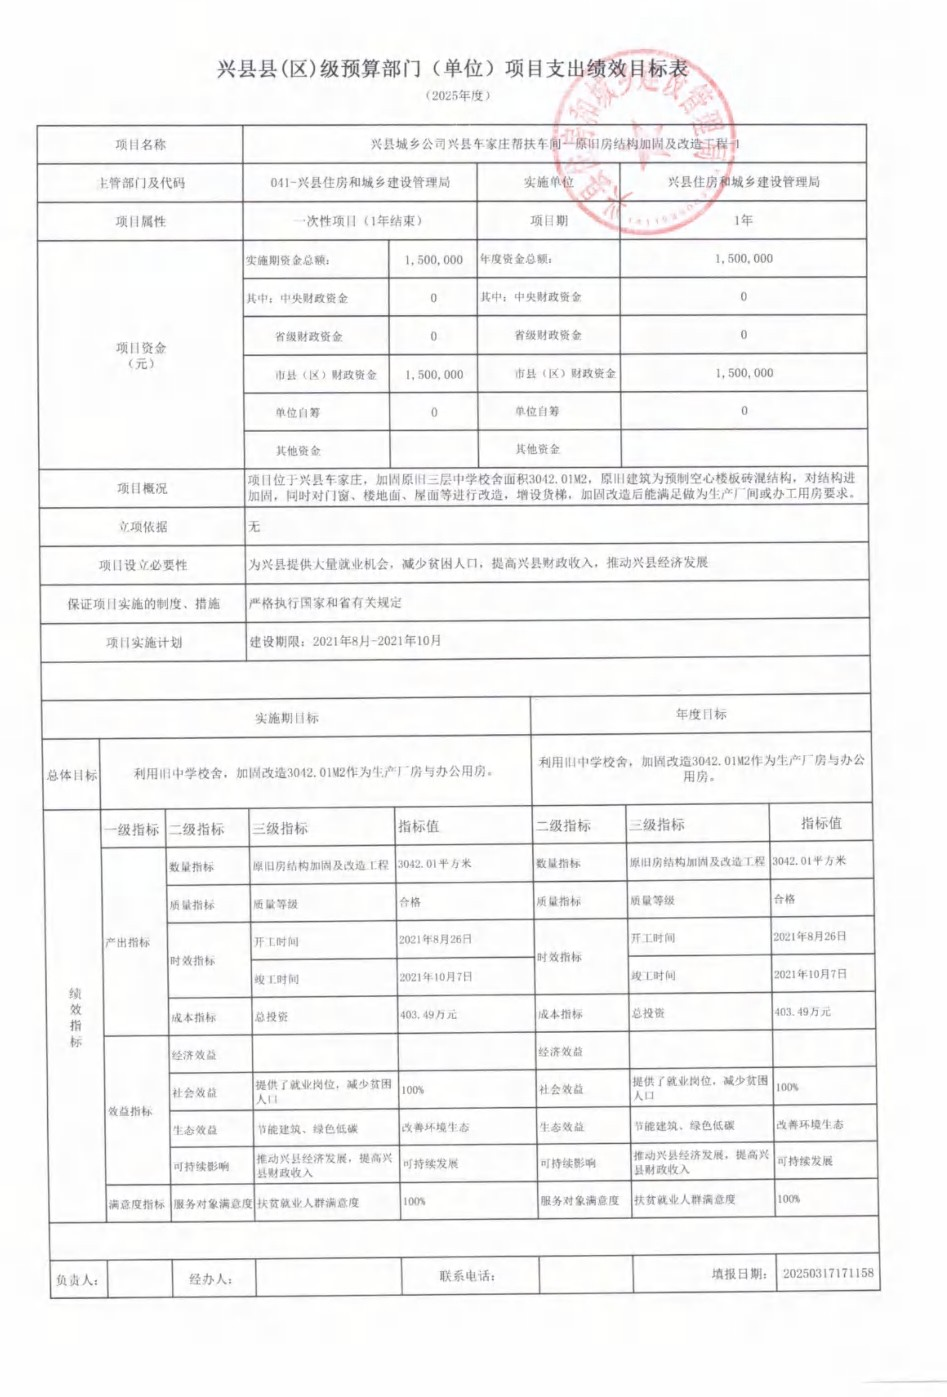 兴县县(区)级预算部门（单位）项目支出绩效目标表
（2025年度）
项目名称 兴县城乡公司兴县车家庄帮扶车间一原旧房结构加固及改造工程-1
主管部门及代码 041-兴县住房和城乡建设管理局 实施单位 兴县住房和城乡建设管理局
项目属性 一次性项目（1年结束） 项目期 1年
项目资金
（元）
实施期资金总额： 1,500,000 年度资金总额： 1,500,000
其中：中央财政资金 0 其中：中央财政资金 0
省级财政资金 0 省级财政资金 0
市县（区）财政资金 1,500,000 市县（区）财政资金 1,500,000
单位自筹 0 单位自筹 0
其他资金 其他资金
项目概况 项目位于兴县车家庄，加固原旧三层中学校舍面积3042.01M2，原旧建筑为预制空心楼板砖混结构，对结构进
加固，同时对门窗、楼地面、屋面等进行改造，增设货梯，加固改造后能满足做为生产厂间或办工用房要求。
立项依据 无
项目设立必要性 为兴县提供大量就业机会，减少贫困人口，提高兴县财政收入，推动兴县经济发展
保证项目实施的制度、措施 严格执行国家和省有关规定
项目实施计划 建设期限：2021年8月-2021年10月
实施期目标 年度目标
总体目标 利用旧中学校舍，加固改造3042.01M2作为生产厂房与办公用房。 利用旧中学校舍，加固改造3042.01M2作为生产厂房与办公
用房。
绩效指标
一级指标 二级指标 三级指标 指标值 二级指标 三级指标 指标值
产出指标
数量指标 原旧房结构加固及改造工程 3042.01平方米 数量指标 原旧房结构加固及改造工程 3042.01平方米
质量指标 质量等级 合格 质量指标 质量等级 合格
时效指标 开工时间 2021年8月26日 时效指标 开工时间 2021年8月26日
竣工时间 2021年10月7日 竣工时间 2021年10月7日
成本指标 总投资 403.49万元 成本指标 总投资 403.49万元
效益指标
经济效益 经济效益
社会效益 提供了就业岗位，减少贫困
人口 100% 社会效益 提供了就业岗位，减少贫困
人口 100%
生态效益 节能建筑、绿色低碳 改善环境生态 生态效益 节能建筑、绿色低碳 改善环境生态
可持续影响 推动兴县经济发展，提高兴
县财政收入 可持续发展 可持续影响 推动兴县经济发展，提高兴
县财政收入 可持续发展
满意度指标 服务对象满意度 扶贫就业人群满意度 100% 服务对象满意度 扶贫就业人群满意度 100%
负责人： 经办人： 联系电话： 填报日期： 20250317171158
兴县住房和城乡建设管理局